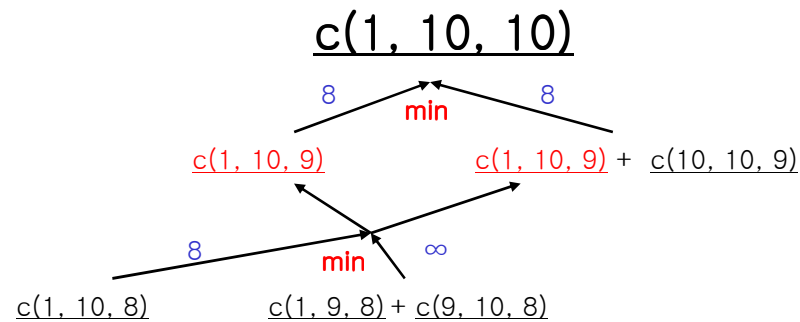 c(1, 10, 10)
8 min 8
c(1, 10, 9) c(1, 10, 9) + c(10, 10, 9)
8 min ∞
c(1, 10, 8) c(1, 9, 8) + c(9, 10, 8)